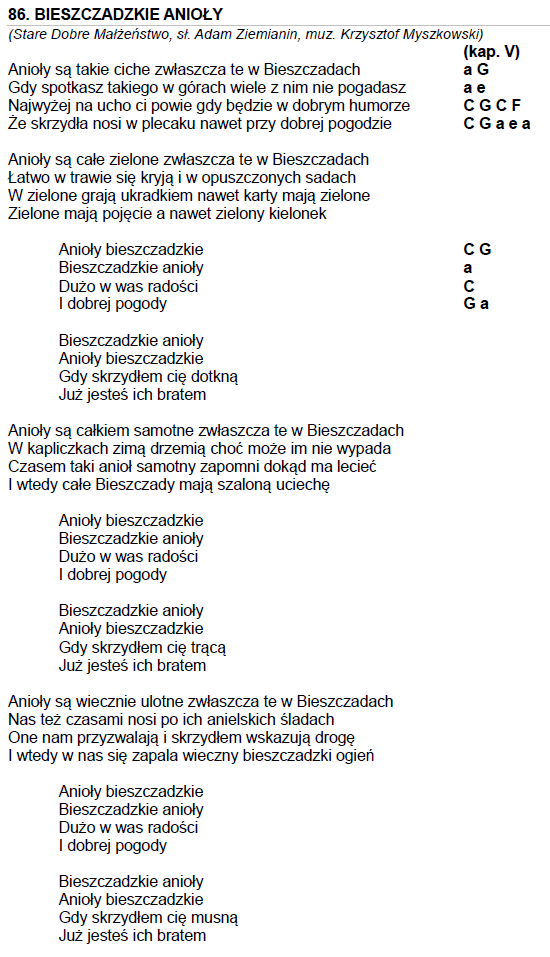 86. BIESZCZADZKIE ANIOŁY
(Stare Dobre Małżeństwo, sł. Adam Ziemianin, muz. Krzysztof Myszkowski)
(kap. V)
Anioły są takie ciche zwłaszcza te w Bieszczadach a G
Gdy spotkasz takiego w górach wiele z nim nie pogadasz a e
Najwyżej na ucho ci powie gdy będzie w dobrym humorze C G C F
Że skrzydła nosi w plecaku nawet przy dobrej pogodzie C G a e a

Anioły są całe zielone zwłaszcza te w Bieszczadach
Łatwo w trawie się kryją i w opuszczonych sadach
W zielone grają ukradkiem nawet karty mają zielone
Zielone mają pojęcie a nawet zielony kielonek

Anioły bieszczadzkie C G
Bieszczadzkie anioły a
Dużo w was radości C
I dobrej pogody G a

Bieszczadzkie anioły
Anioły bieszczadzkie
Gdy skrzydłem cię dotkną
Już jesteś ich bratem

Anioły są całkiem samotne zwłaszcza te w Bieszczadach
W kapliczkach zimą drzemią choć może im nie wypada
Czasem taki anioł samotny zapomni dokąd ma lecieć
I wtedy całe Bieszczady mają szaloną uciechę

Anioły bieszczadzkie
Bieszczadzkie anioły
Dużo w was radości
I dobrej pogody

Bieszczadzkie anioły
Anioły bieszczadzkie
Gdy skrzydłem cię trącą
Już jesteś ich bratem

Anioły są wiecznie ulotne zwłaszcza te w Bieszczadach
Nas też czasami nosi po ich anielskich śladach
One nam przyzwalają i skrzydłem wskazują drogę
I wtedy w nas się zapala wieczny bieszczadzki ogień

Anioły bieszczadzkie
Bieszczadzkie anioły
Dużo w was radości
I dobrej pogody

Bieszczadzkie anioły
Anioły bieszczadzkie
Gdy skrzydłem cię musną
Już jesteś ich bratem